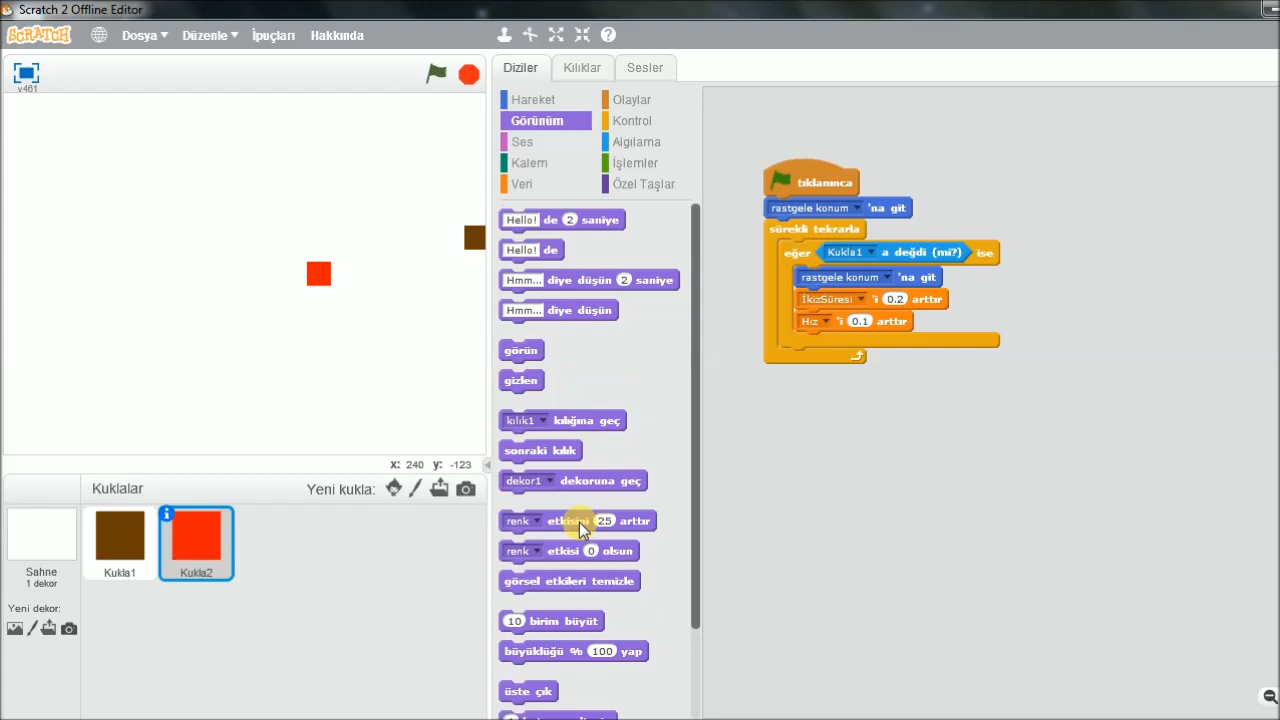 Scratch 2 Offline Editor
SCRATCH Dosya Düzenle İpuçları Hakkında
v461
Diziler Kılıklar Sesler
Hareket Olaylar
Görünüm Kontrol
Ses Algılama
Kalem İşlemler
Veri Özel Taşlar
Hello! de 2 saniye
Hello! de
Hmm... diye düşün 2 saniye
Hmm... diye düşün
görün
gizlen
kılık1 kılığına geç
sonraki kılık
dekor1 dekoruna geç
renk etkisini 25 arttır
renk etkisi 0 olsun
görsel etkileri temizle
10 birim büyüt
büyüklüğü % 100 yap
üste çık
tıklanınca
rastgele konum 'na git
sürekli tekrarla
eğer Kukla1 a değdi (mi?) ise
rastgele konum 'na git
İkizSüresi 'i 0.2 arttır
Hız 'i 0.1 arttır
x: 240 y: -123
Kuklalar Yeni kukla:
Sahne
1 dekor
Yeni dekor:
Kukla1
Kukla2